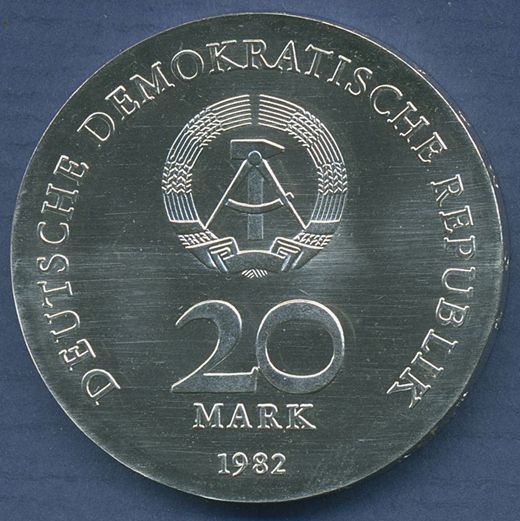 DEUTSCHE DEMOKRATISCHE REPUBLIK
20
MARK
1982